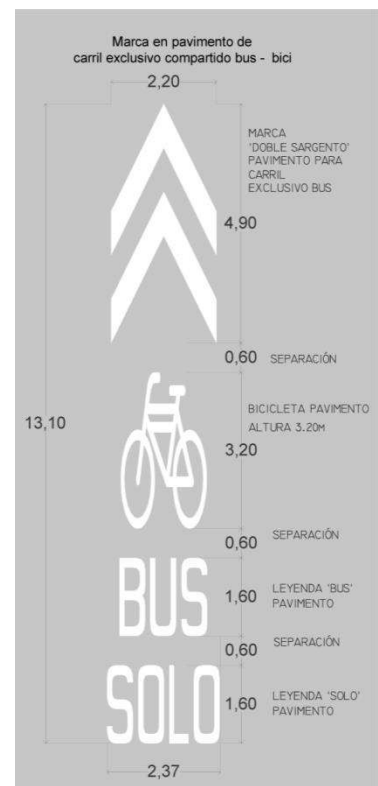 Marca en pavimento de
carril exclusivo compartido bus - bici
2,20
MARCA
'DOBLE SARGENTO'
PAVIMENTO PARA
CARRIL
EXCLUSIVO BUS
4,90
0,60 SEPARACIÓN
BICICLETA PAVIMENTO
ALTURA 3.20M
13,10
3,20
0,60 SEPARACIÓN
BUS
1,60 LEYENDA 'BUS'
PAVIMENTO
0,60 SEPARACIÓN
SOLO
1,60 LEYENDA 'SOLO'
PAVIMENTO
2,37